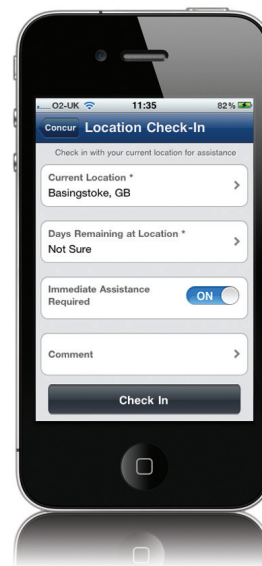 O2-UK 11:35 82%
Concur Location Check-In
Check in with your current location for assistance
Current Location *
Basingstoke, GB
Days Remaining at Location *
Not Sure
Immediate Assistance
Required
ON
Comment
Check In